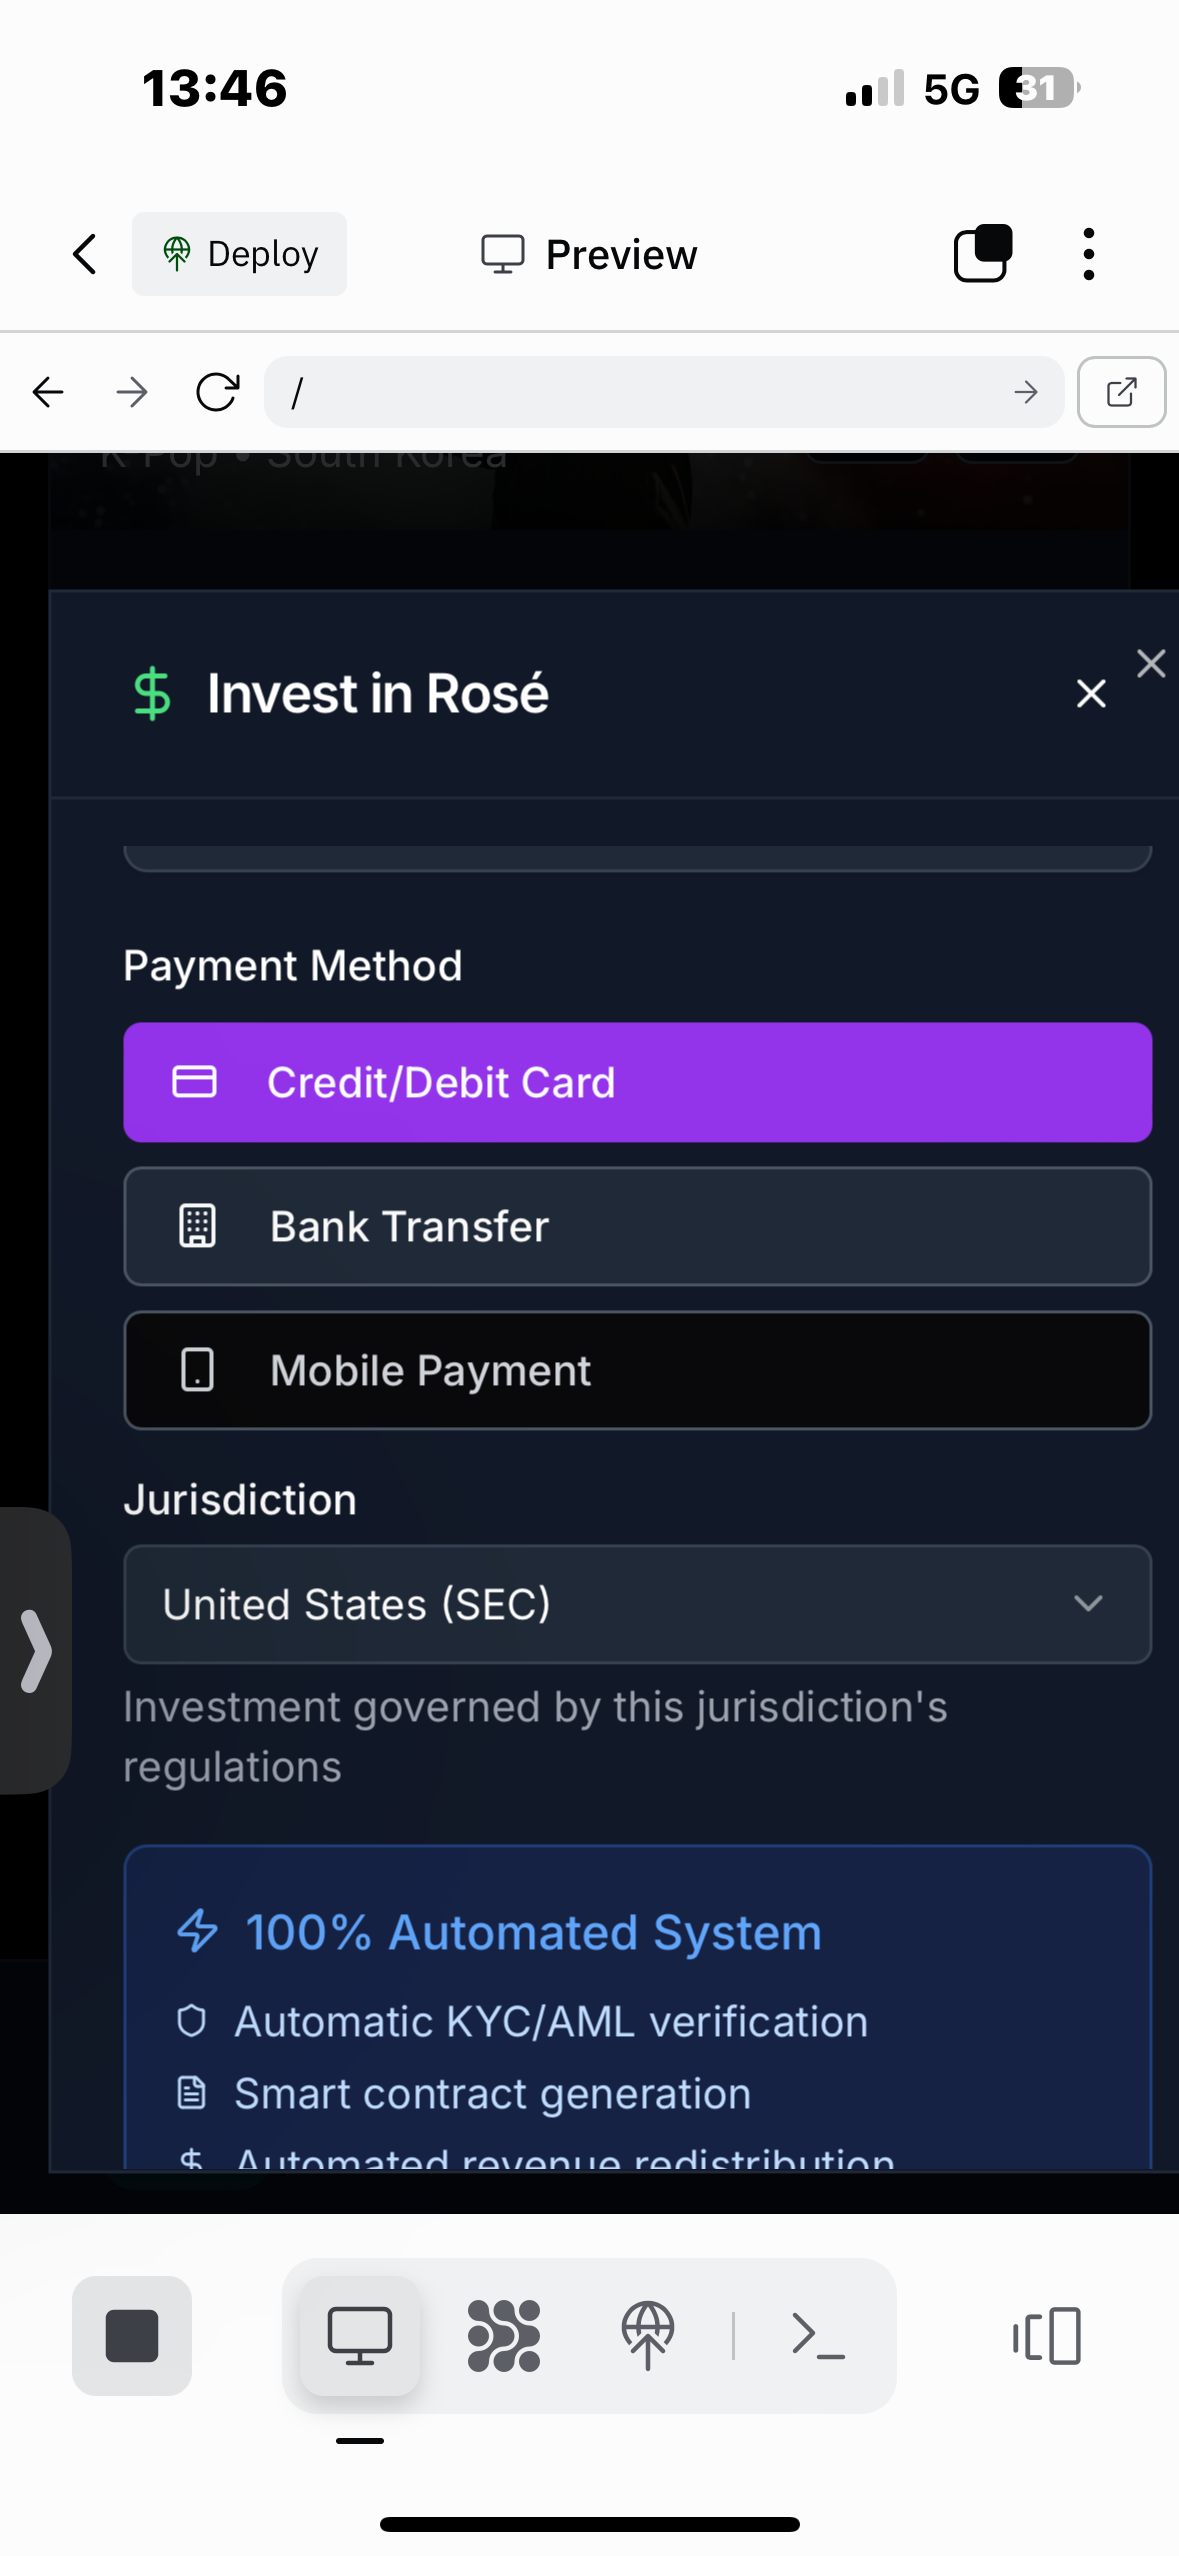 13:46
5G
31
Deploy
Preview
/
K-Pop • South Korea
Invest in Rosé
Payment Method
Credit/Debit Card
Bank Transfer
Mobile Payment
Jurisdiction
United States (SEC)
Investment governed by this jurisdiction's
regulations
100% Automated System
Automatic KYC/AML verification
Smart contract generation
Automated revenue redistribution